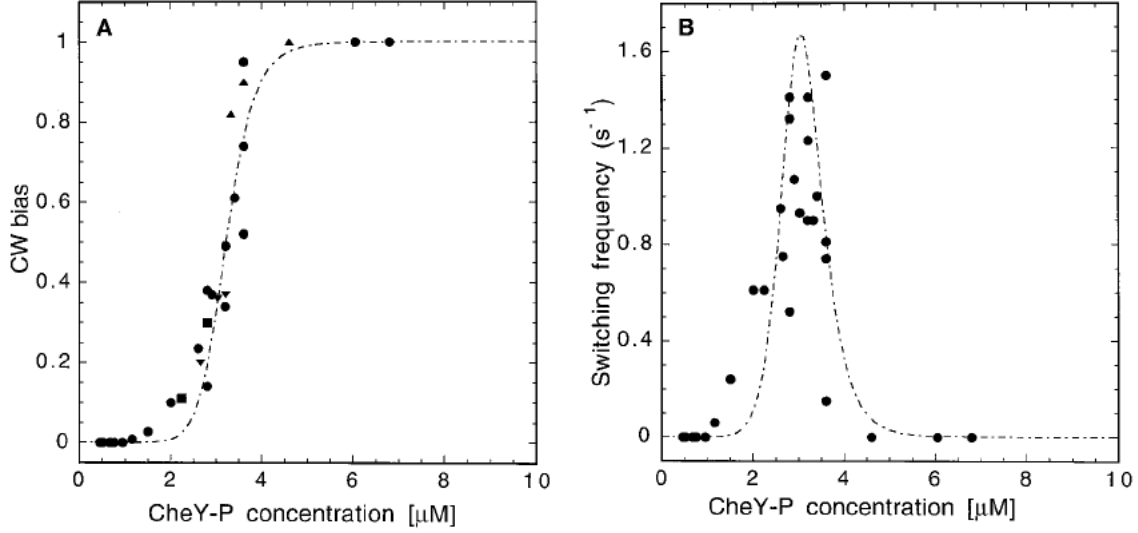 A
CW bias
1
0.8
0.6
0.4
0.2
0
0 2 4 6 8 10
CheY-P concentration [µM]
B
Switching frequency (s⁻¹)
1.6
1.2
0.8
0.4
0
0 2 4 6 8 10
CheY-P concentration [µM]